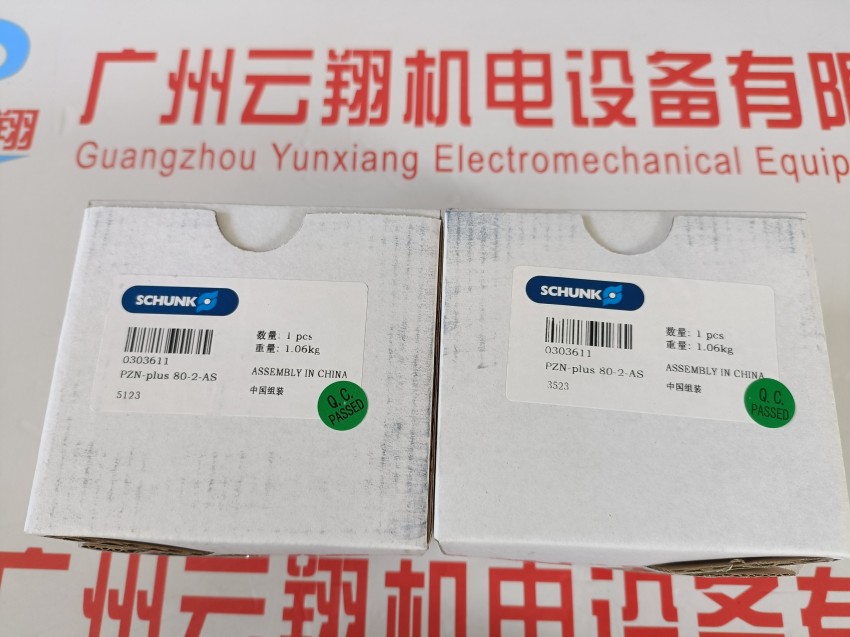 广州云翔机电设备有限
翔
Guangzhou Yunxiang Electromechanical Equip
SCHUNK
0303611
PZN-plus 80-2-AS
5123
数量: 1 pcs
重量: 1.06kg
ASSEMBLY IN CHINA
中国组装
Q.C.
PASSED
SCHUNK
0303611
PZN-plus 80-2-AS
3523
数量: 1 pcs
重量: 1.06kg
ASSEMBLY IN CHINA
中国组装
Q.C.
PASSED
广州云翔机电设备有限